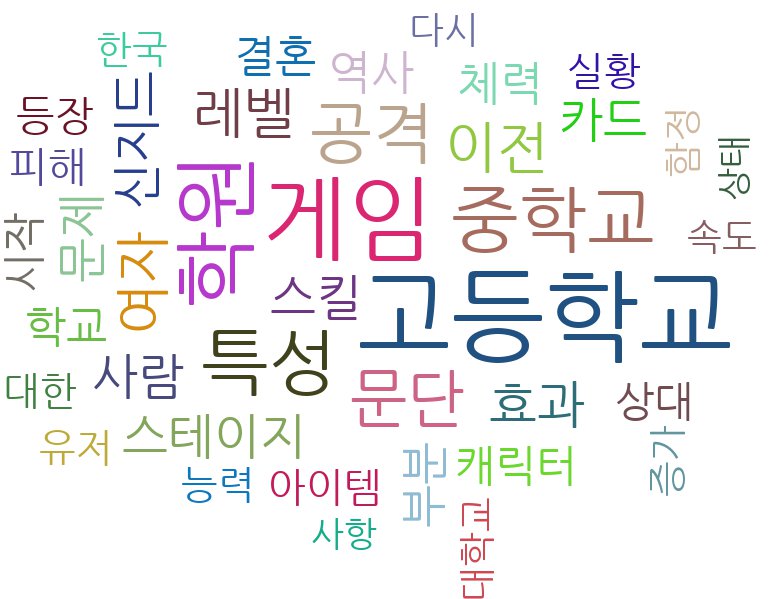 다시
한국
결혼
역사
체력
실황
등장
신지드
레벨
공격
이전
카드
함정
상태
피해
학원
게임
중학교
속도
시작
문제
여자
스킬
고등학교
학교
사람
특성
문단
효과
상대
대한
유저
스테이지
부분
캐릭터
증가
능력
아이템
사항
대학교